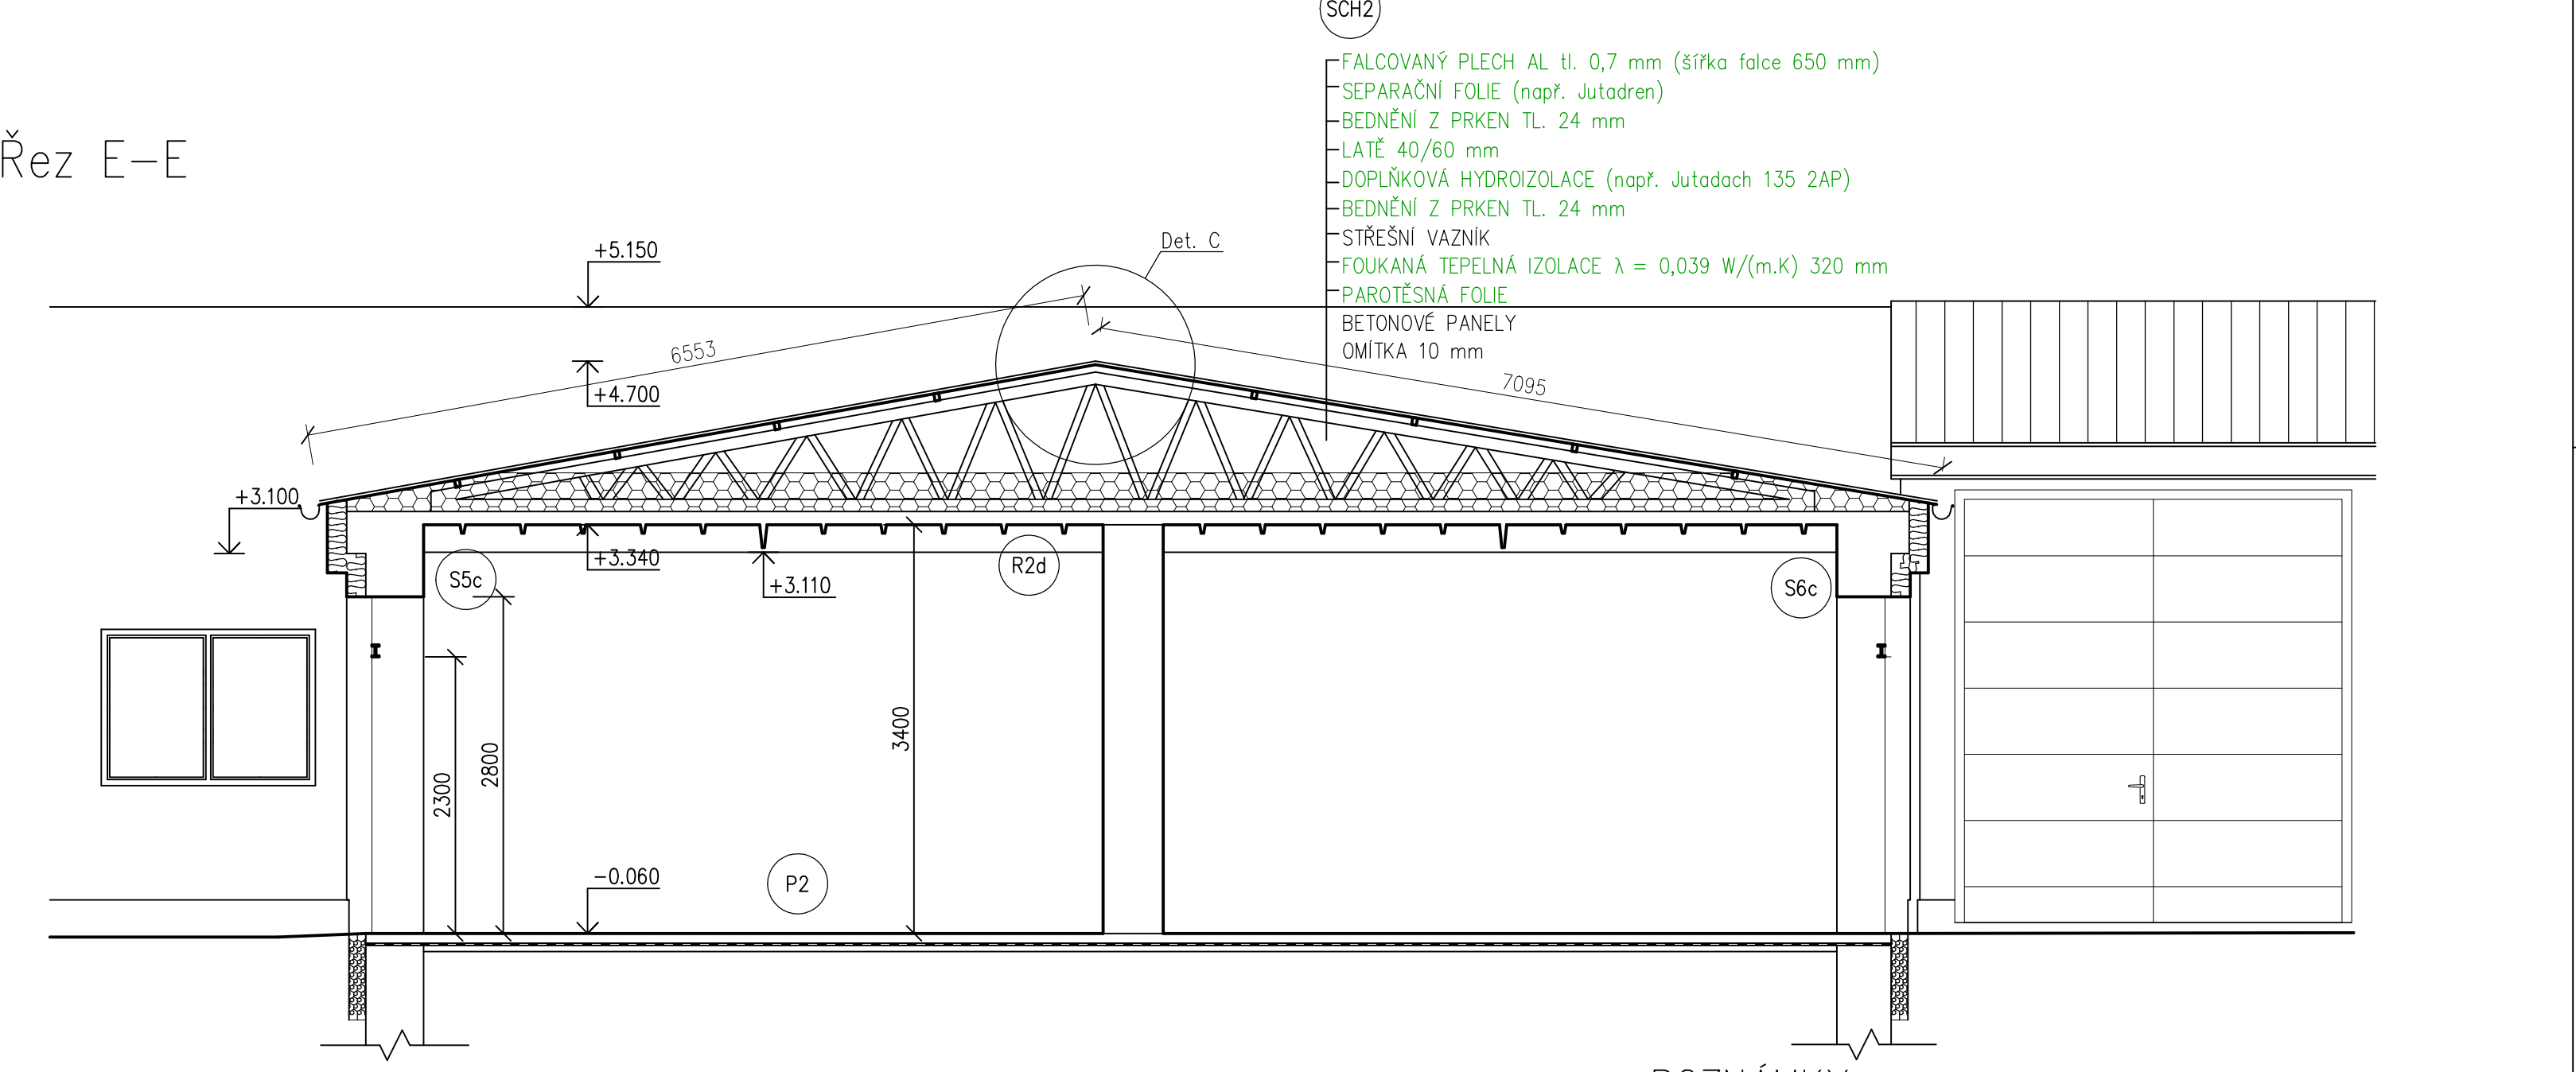 SCH2
FALCOVANÝ PLECH AL tl. 0,7 mm (šířka falce 650 mm)
SEPARAČNÍ FOLIE (např. Jutadren)
BEDNĚNÍ Z PRKEN TL. 24 mm
LATĚ 40/60 mm
DOPLŇKOVÁ HYDROIZOLACE (např. Jutadach 135 2AP)
BEDNĚNÍ Z PRKEN TL. 24 mm
STŘEŠNÍ VAZNÍK
FOUKANÁ TEPELNÁ IZOLACE λ = 0,039 W/(m.K) 320 mm
PAROTĚSNÁ FOLIE
BETONOVÉ PANELY
OMÍTKA 10 mm
Řez E-E
+5.150
Det. C
6553
+4.700
7095
+3.100
+3.340
+3.110
S5c
R2d
S6c
2300
2800
3400
-0.060
P2